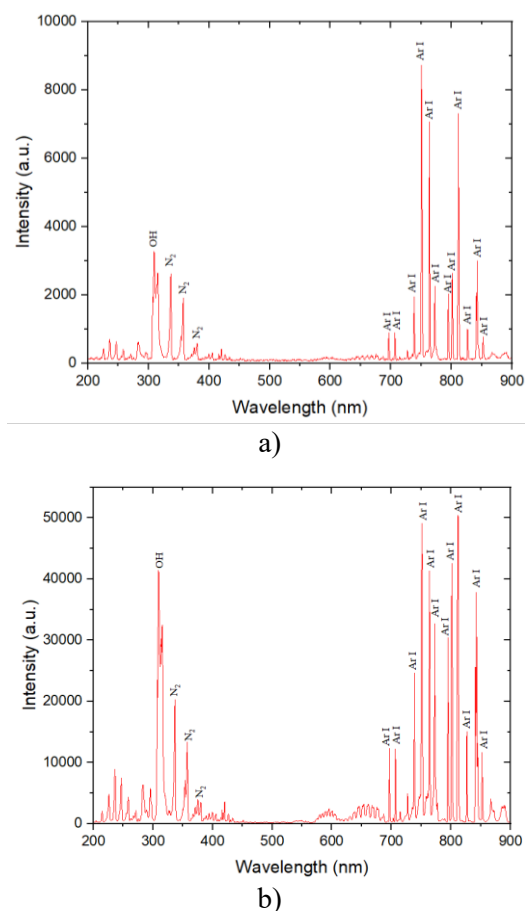 10000
8000
6000
4000
2000
0
Intensity (a.u.)
OH
N2
N2
N2
Ar I
Ar I
Ar I
Ar I
Ar I
Ar I
Ar I
Ar I
Ar I
Ar I
Ar I
Ar I
200 300 400 500 600 700 800 900
Wavelength (nm)
a)
50000
40000
30000
20000
10000
0
Intensity (a.u.)
OH
N2
N2
N2
Ar I
Ar I
Ar I
Ar I
Ar I
Ar I
Ar I
Ar I
Ar I
Ar I
Ar I
Ar I
200 300 400 500 600 700 800 900
Wavelength (nm)
b)